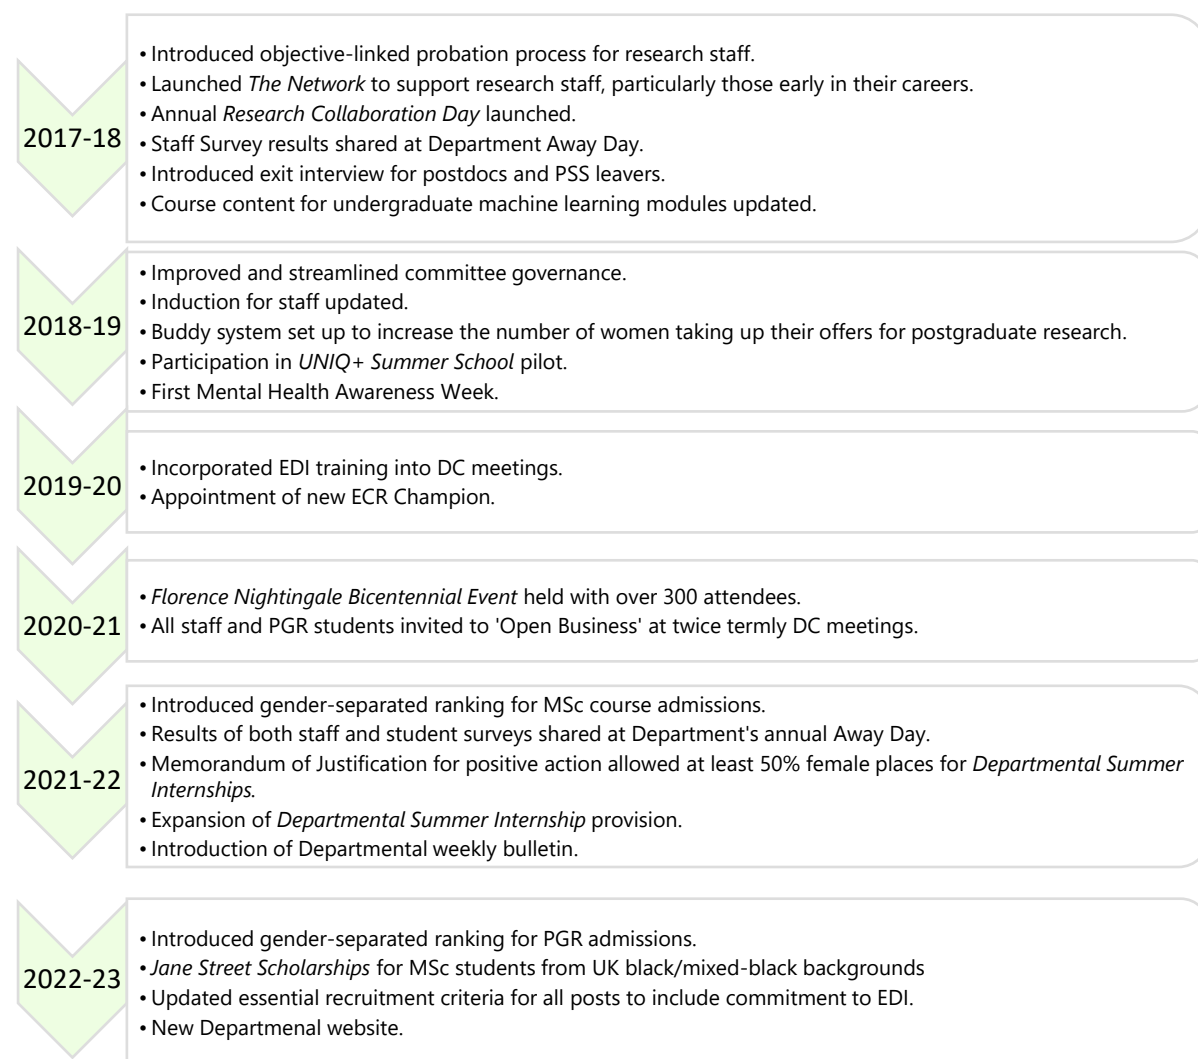 2017-18
• Introduced objective-linked probation process for research staff.
• Launched The Network to support research staff, particularly those early in their careers.
• Annual Research Collaboration Day launched.
• Staff Survey results shared at Department Away Day.
• Introduced exit interview for postdocs and PSS leavers.
• Course content for undergraduate machine learning modules updated.
2018-19
• Improved and streamlined committee governance.
• Induction for staff updated.
• Buddy system set up to increase the number of women taking up their offers for postgraduate research.
• Participation in UNIQ+ Summer School pilot.
• First Mental Health Awareness Week.
2019-20
• Incorporated EDI training into DC meetings.
• Appointment of new ECR Champion.
2020-21
• Florence Nightingale Bicentennial Event held with over 300 attendees.
• All staff and PGR students invited to 'Open Business' at twice termly DC meetings.
2021-22
• Introduced gender-separated ranking for MSc course admissions.
• Results of both staff and student surveys shared at Department's annual Away Day.
• Memorandum of Justification for positive action allowed at least 50% female places for Departmental Summer
Internships.
• Expansion of Departmental Summer Internship provision.
• Introduction of Departmental weekly bulletin.
2022-23
• Introduced gender-separated ranking for PGR admissions.
• Jane Street Scholarships for MSc students from UK black/mixed-black backgrounds
• Updated essential recruitment criteria for all posts to include commitment to EDI.
• New Departmenal website.